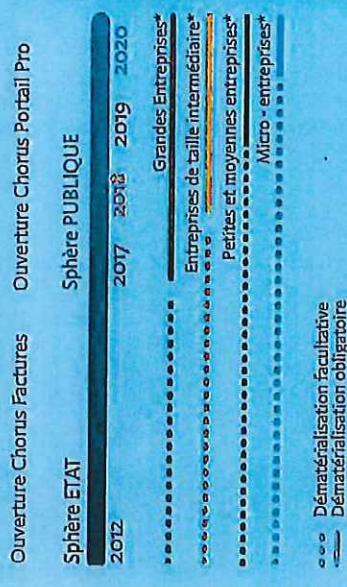 Ouverture Chorus Factures Ouverture Chorus Portail Pro
Sphère ETAT Sphère PUBLIQUE
2012 2017 2018 2019 2020
Grandes Entreprises*
Entreprises de taille intermédiaire*
Petites et moyennes entreprises*
Micro - entreprises*
Dématérialisation facultative
Dématérialisation obligatoire